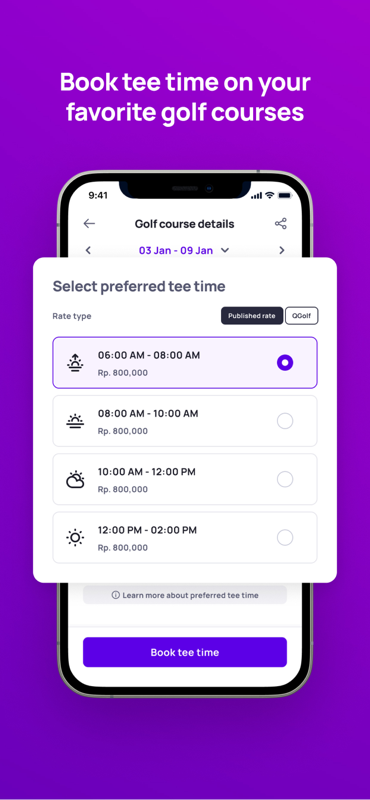 Book tee time on your
favorite golf courses
9:41
Golf course details
03 Jan - 09 Jan
Select preferred tee time
Rate type
Published rate
QGolf
06:00 AM - 08:00 AM
Rp. 800,000
08:00 AM - 10:00 AM
Rp. 800,000
10:00 AM - 12:00 PM
Rp. 800,000
12:00 PM - 02:00 PM
Rp. 800,000
Learn more about preferred tee time
Book tee time